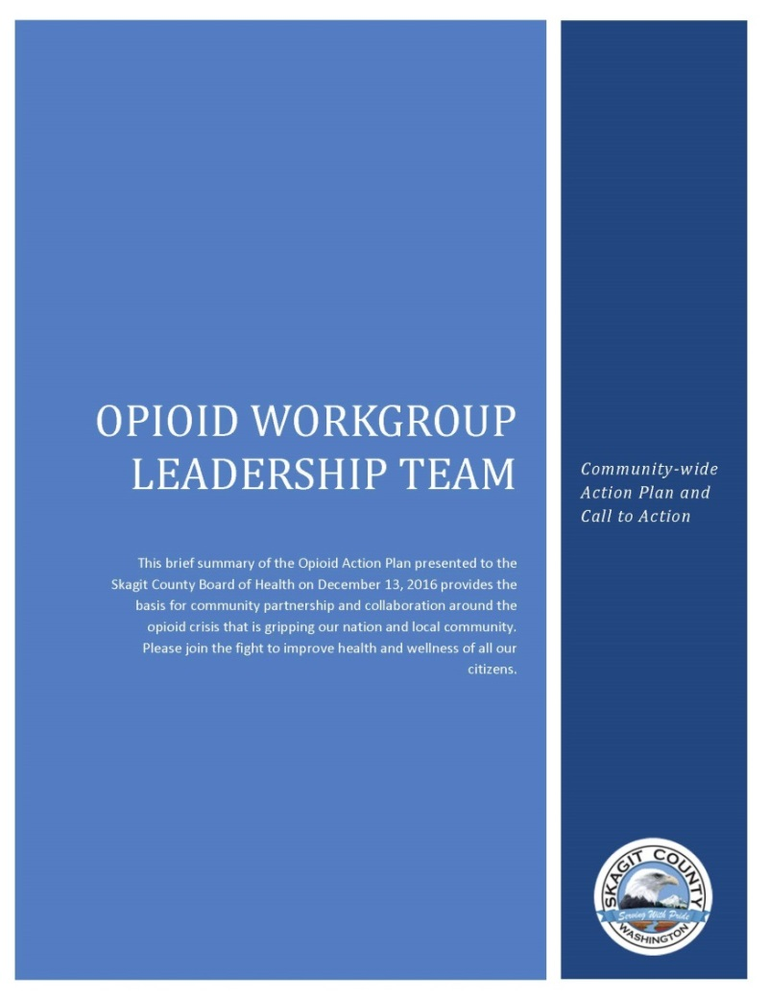 OPIOID WORKGROUP
LEADERSHIP TEAM
This brief summary of the Opioid Action Plan presented to the
Skagit County Board of Health on December 13, 2016 provides the
basis for community partnership and collaboration around the
opioid crisis that is gripping our nation and local community.
Please join the fight to improve health and wellness of all our
citizens.
Community-wide
Action Plan and
Call to Action
SKAGIT COUNTY
Serving With Pride
WASHINGTON